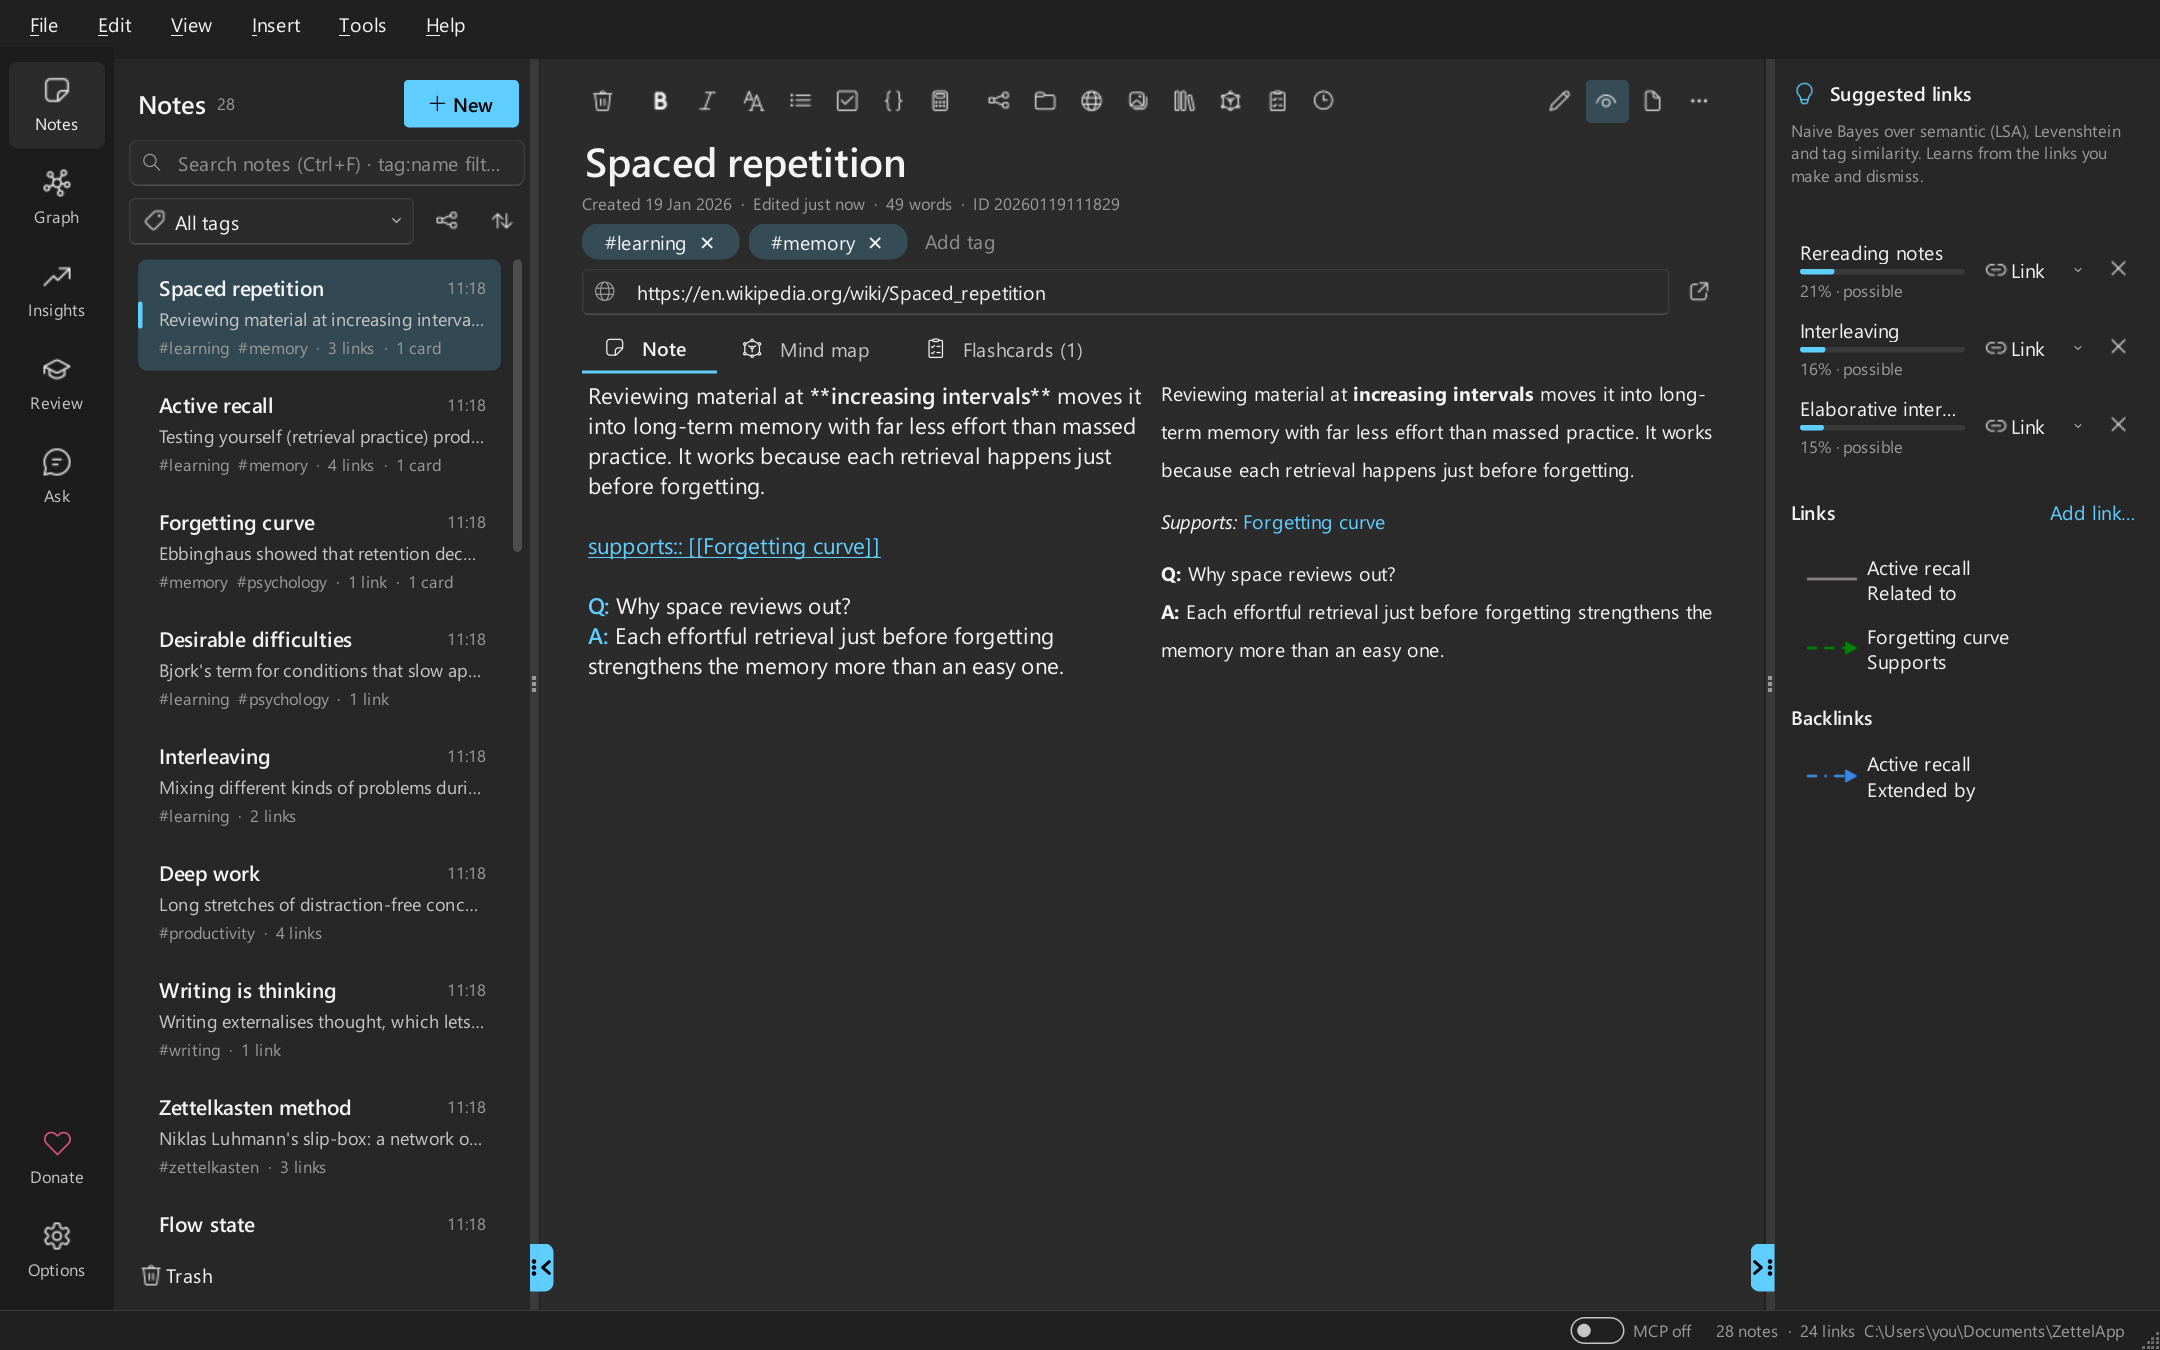 File Edit View Insert Tools Help
Notes
Graph
Insights
Review
Ask
Donate
Options
Notes 28
New
Search notes (Ctrl+F) · tag:name filt...
All tags
Spaced repetition 11:18
Reviewing material at increasing interva...
#learning #memory · 3 links · 1 card
Active recall 11:18
Testing yourself (retrieval practice) prod...
#learning #memory · 4 links · 1 card
Forgetting curve 11:18
Ebbinghaus showed that retention dec...
#memory #psychology · 1 link · 1 card
Desirable difficulties 11:18
Bjork's term for conditions that slow ap...
#learning #psychology · 1 link
Interleaving 11:18
Mixing different kinds of problems duri...
#learning · 2 links
Deep work 11:18
Long stretches of distraction-free conc...
#productivity · 4 links
Writing is thinking 11:18
Writing externalises thought, which lets...
#writing · 1 link
Zettelkasten method 11:18
Niklas Luhmann's slip-box: a network o...
#zettelkasten · 3 links
Flow state 11:18
Trash
Spaced repetition
Created 19 Jan 2026 · Edited just now · 49 words · ID 20260119111829
#learning #memory Add tag
https://en.wikipedia.org/wiki/Spaced_repetition
Note Mind map Flashcards (1)
Reviewing material at **increasing intervals** moves it
into long-term memory with far less effort than massed
practice. It works because each retrieval happens just
before forgetting.
supports:: [[Forgetting curve]]
Q: Why space reviews out?
A: Each effortful retrieval just before forgetting
strengthens the memory more than an easy one.
Reviewing material at increasing intervals moves it into long-
term memory with far less effort than massed practice. It works
because each retrieval happens just before forgetting.
Supports: Forgetting curve
Q: Why space reviews out?
A: Each effortful retrieval just before forgetting strengthens the
memory more than an easy one.
Suggested links
Naive Bayes over semantic (LSA), Levenshtein
and tag similarity. Learns from the links you
make and dismiss.
Rereading notes
Link
21% · possible
Interleaving
Link
16% · possible
Elaborative inter...
Link
15% · possible
Links Add link...
Active recall
Related to
Forgetting curve
Supports
Backlinks
Active recall
Extended by
MCP off 28 notes · 24 links C:\Users\you\Documents\ZettelApp